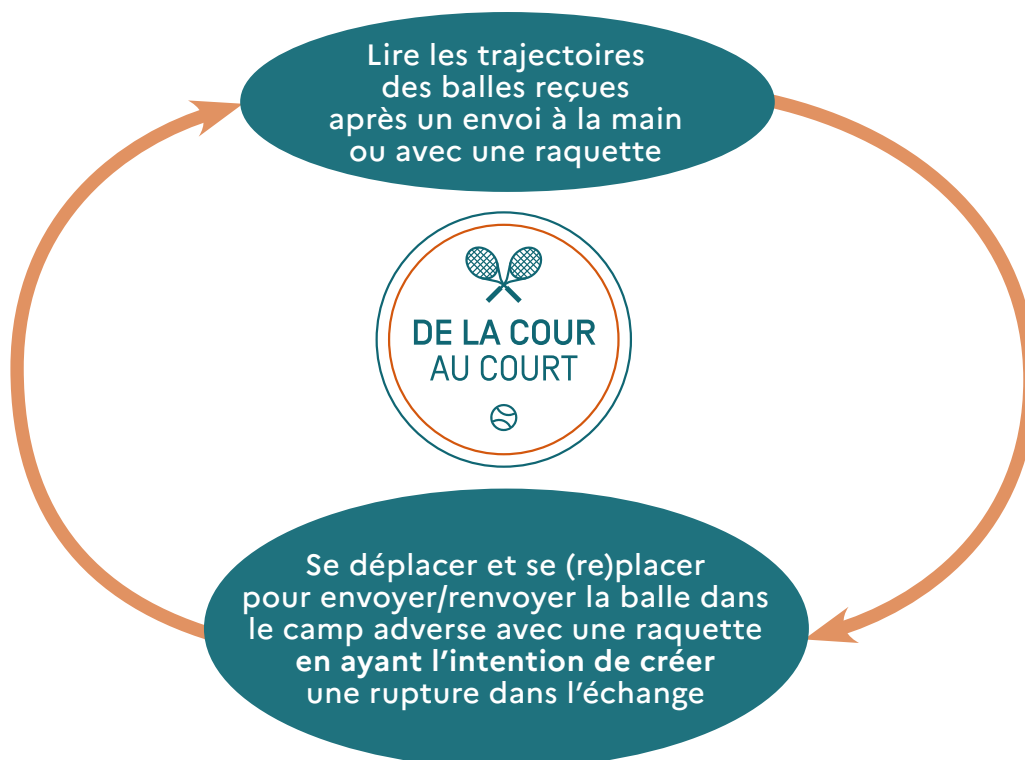 Lire les trajectoires
des balles reçues
après un envoi à la main
ou avec une raquette
DE LA COUR
AU COURT
Se déplacer et se (re)placer
pour envoyer/renvoyer la balle dans
le camp adverse avec une raquette
en ayant l’intention de créer
une rupture dans l’échange